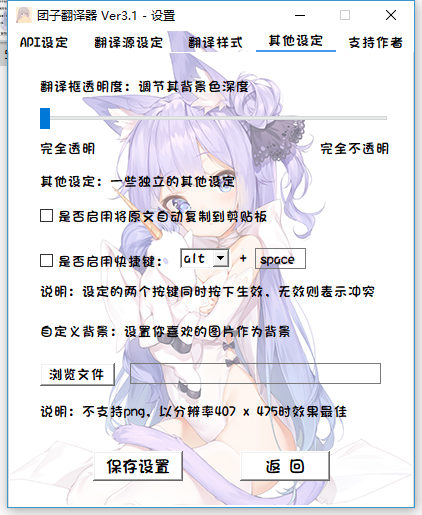 团子翻译器 Ver3.1 - 设置
API设定 翻译源设定 翻译样式 其他设定 支持作者
翻译框透明度：调节其背景色深度
完全透明 完全不透明
其他设定：一些独立的其他设定
是否启用将原文自动复制到剪贴板
是否启用快捷键： alt + space
说明：设定的两个按键同时按下生效，无效则表示冲突
自定义背景：设置你喜欢的图片作为背景
浏览文件
说明：不支持png，以分辨率407 x 475时效果最佳
保存设置 返 回